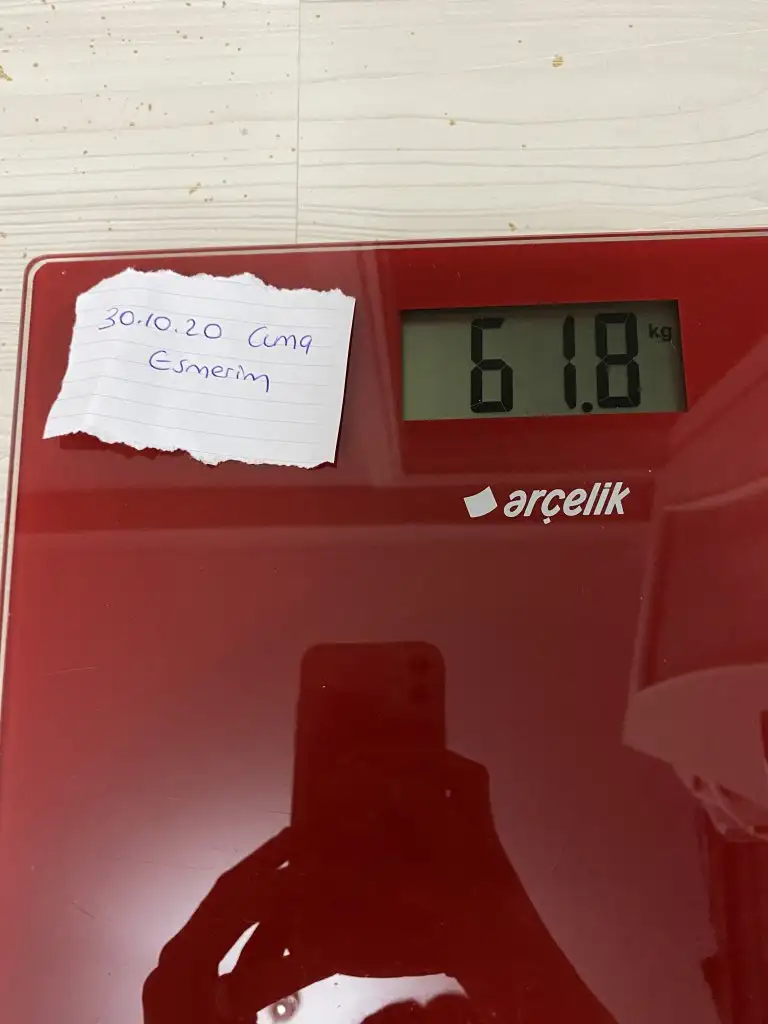 30.10.20 Cuma
Esmerim
61.8 kg
arçelik